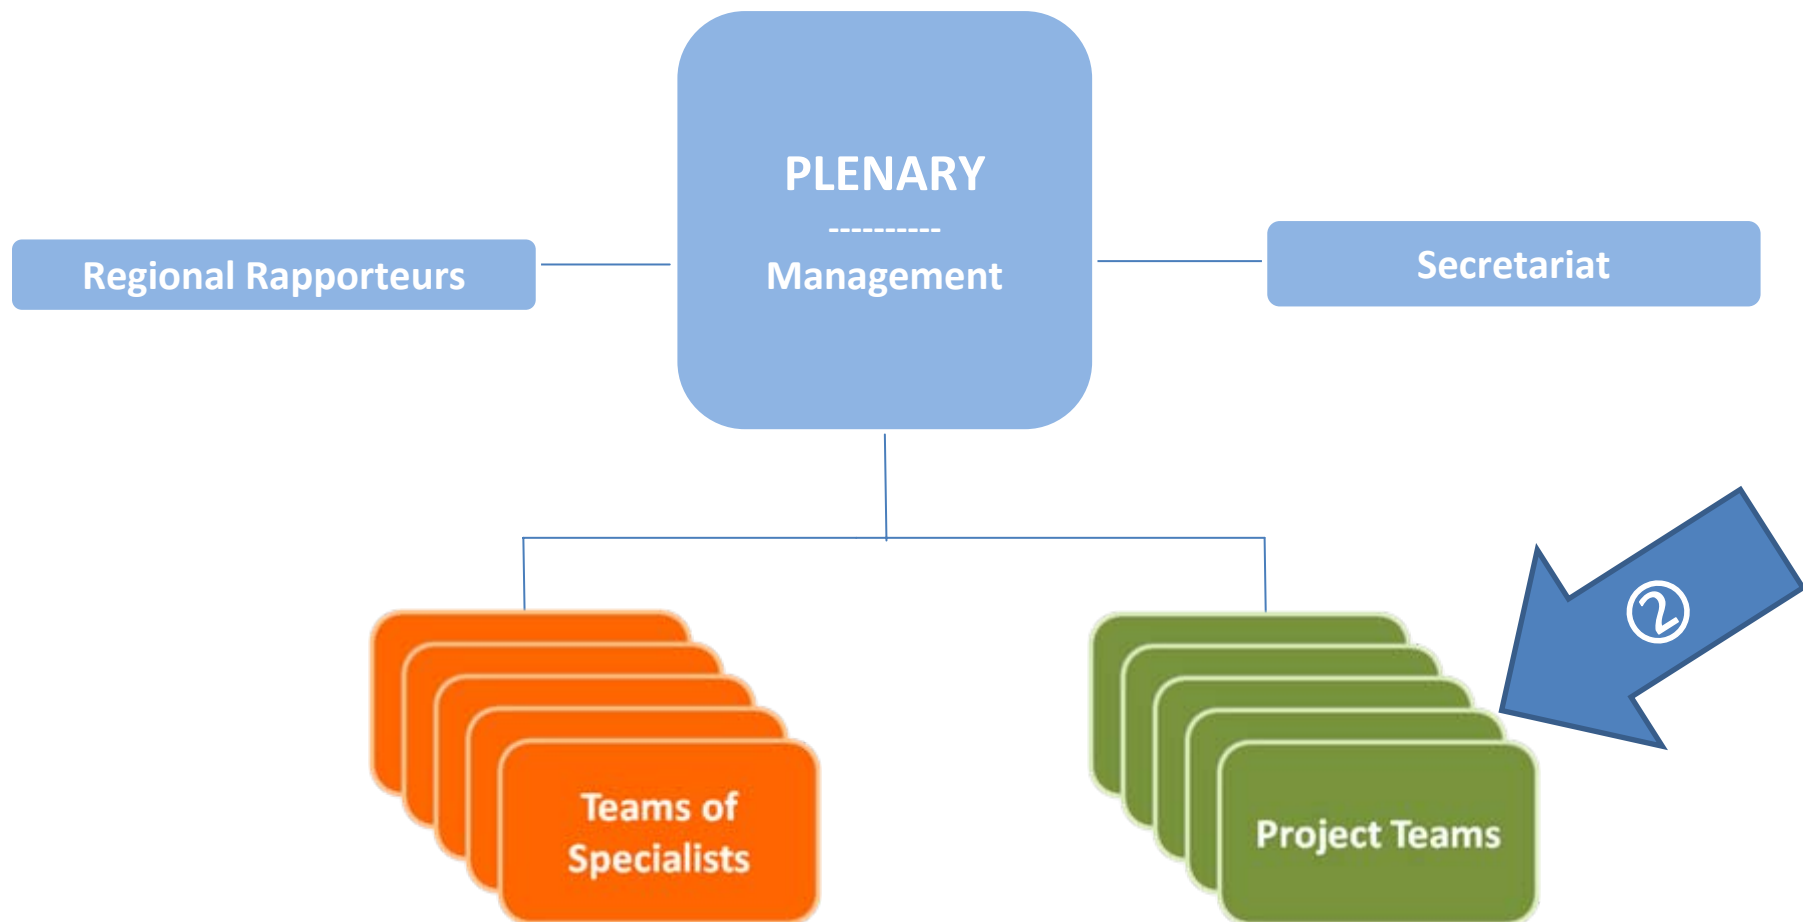 PLENARY
----------
Management
Regional Rapporteurs
Secretariat
②
Teams of
Specialists
Project Teams